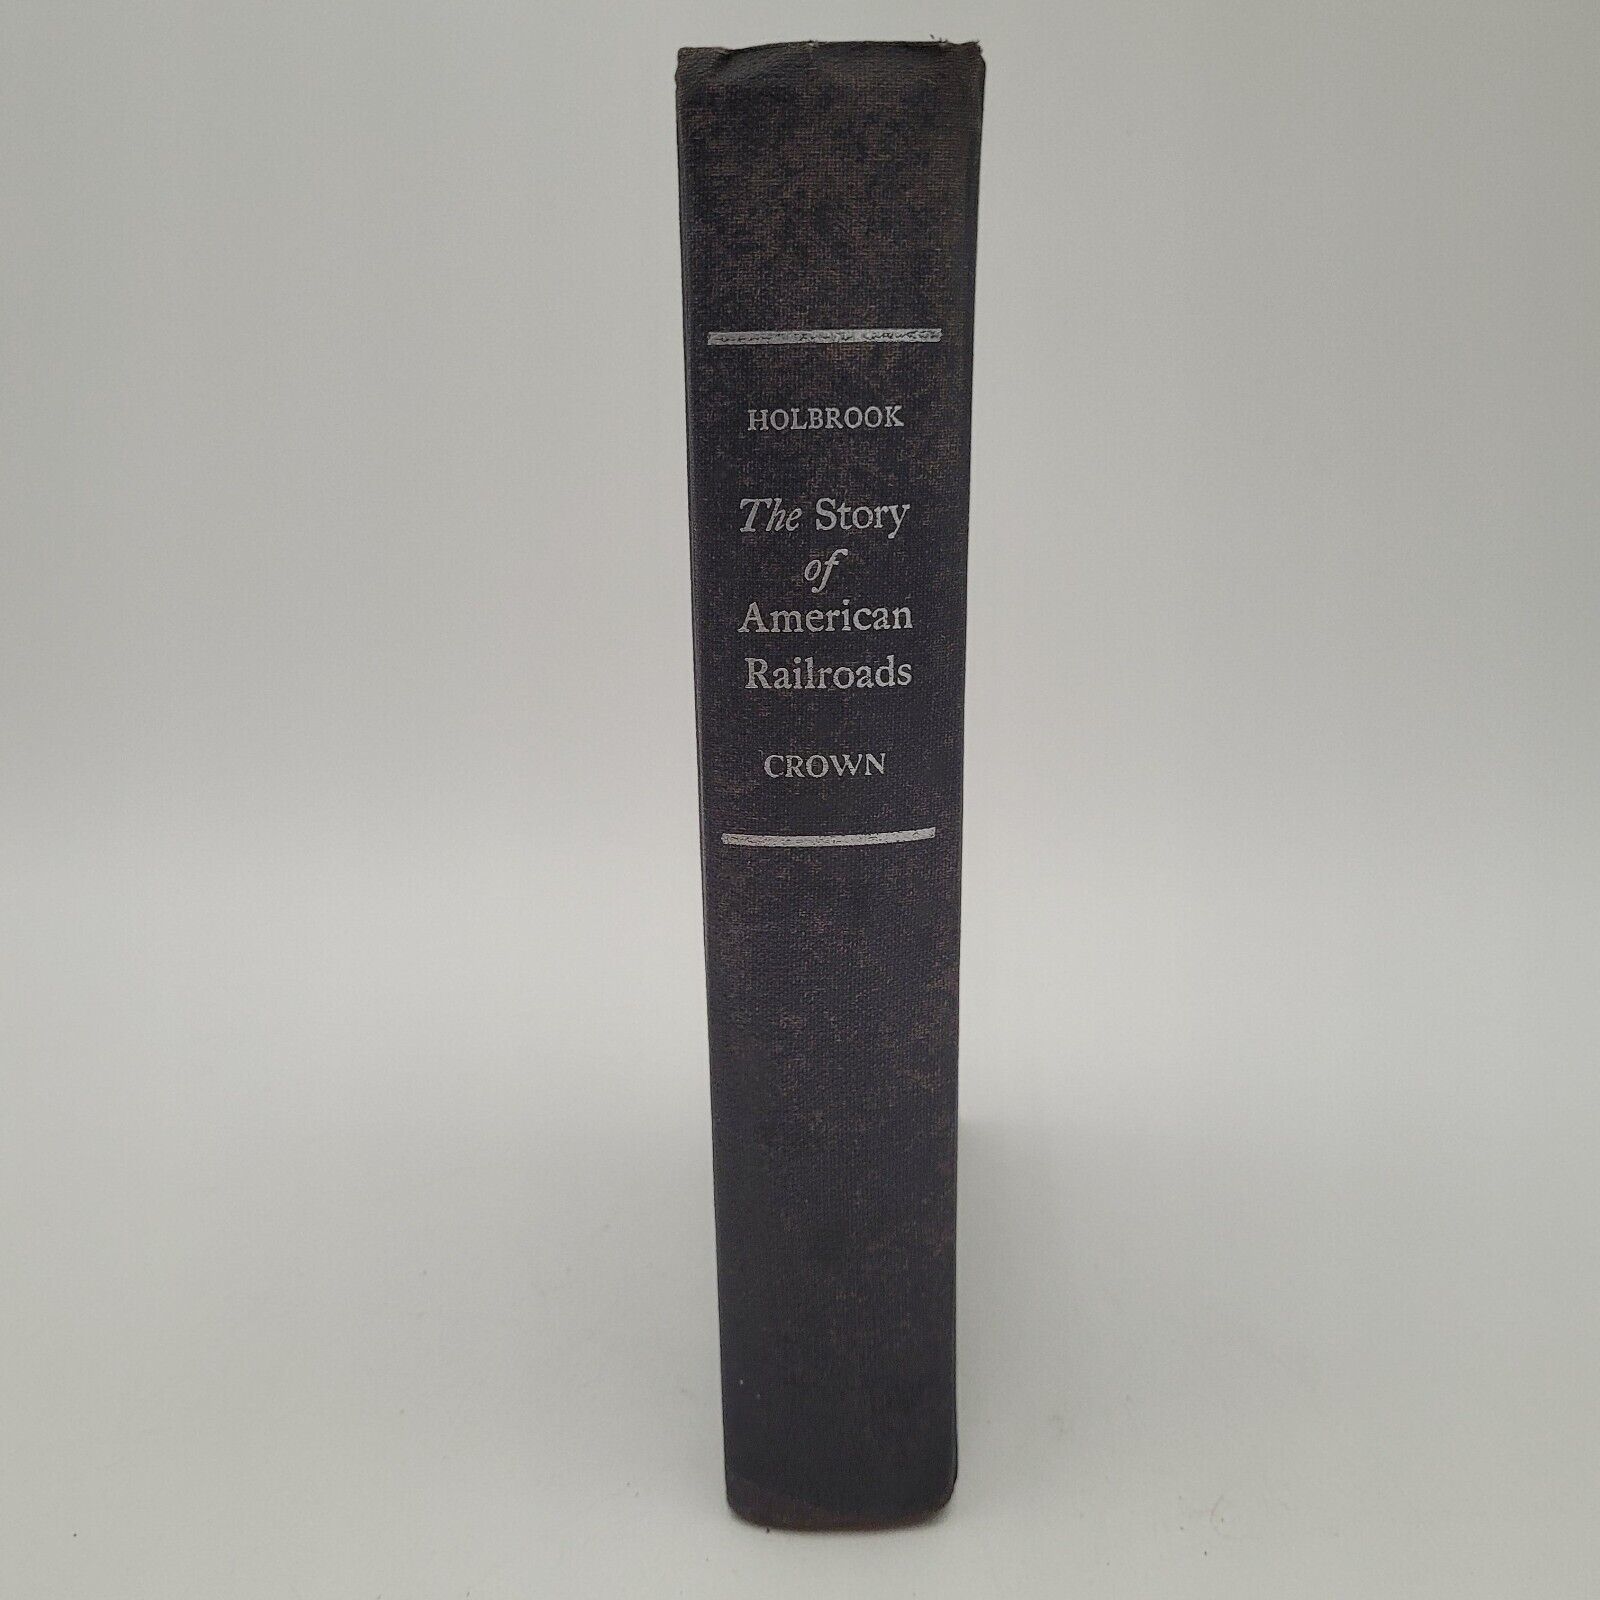 HOLBROOK
The Story
of
American
Railroads
CROWN